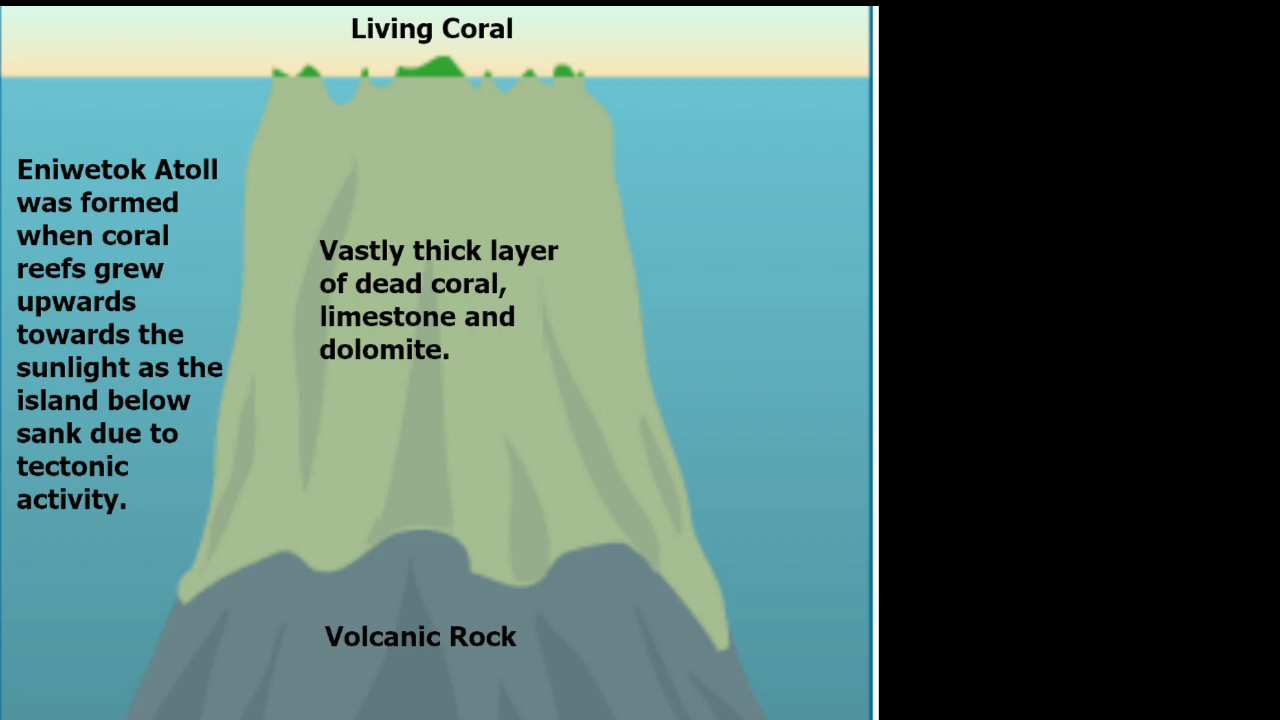 Living Coral
Eniwetok Atoll
was formed
when coral
reefs grew
upwards
towards the
sunlight as the
island below
sank due to
tectonic
activity.
Vastly thick layer
of dead coral,
limestone and
dolomite.
Volcanic Rock